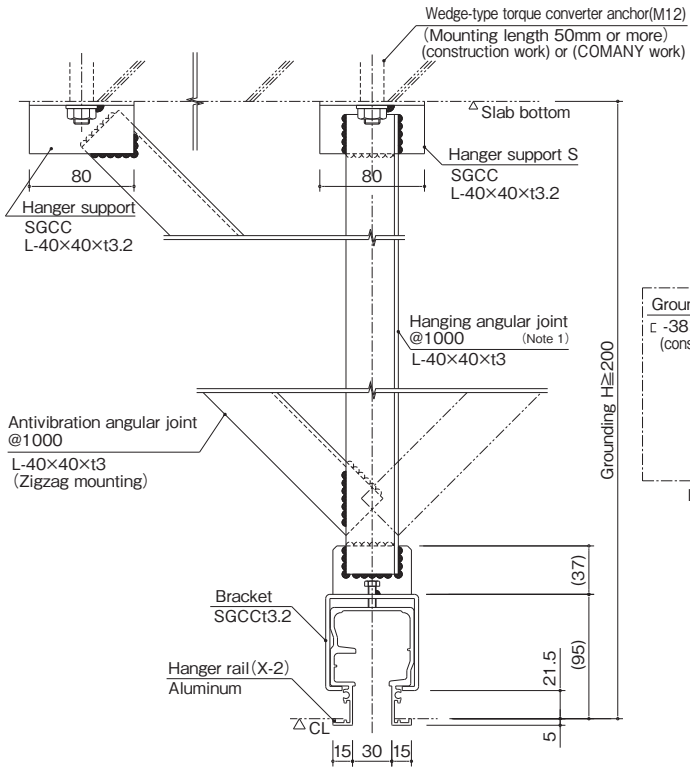 Wedge-type torque converter anchor(M12)
(Mounting length 50mm or more)
(construction work) or (COMANY work)
△Slab bottom
80
80
Hanger support S
SGCC
L-40×40×t3.2
Hanger support
SGCC
L-40×40×t3.2
Hanging angular joint
@1000 (Note 1)
L-40×40×t3
Groun
⊏ -38
(cons
Grounding H≧200
Antivibration angular joint
@1000
L-40×40×t3
(Zigzag mounting)
(37)
Bracket
SGCCt3.2
(95)
21.5
Hanger rail(X-2)
Aluminum
△CL
5
15 30 15